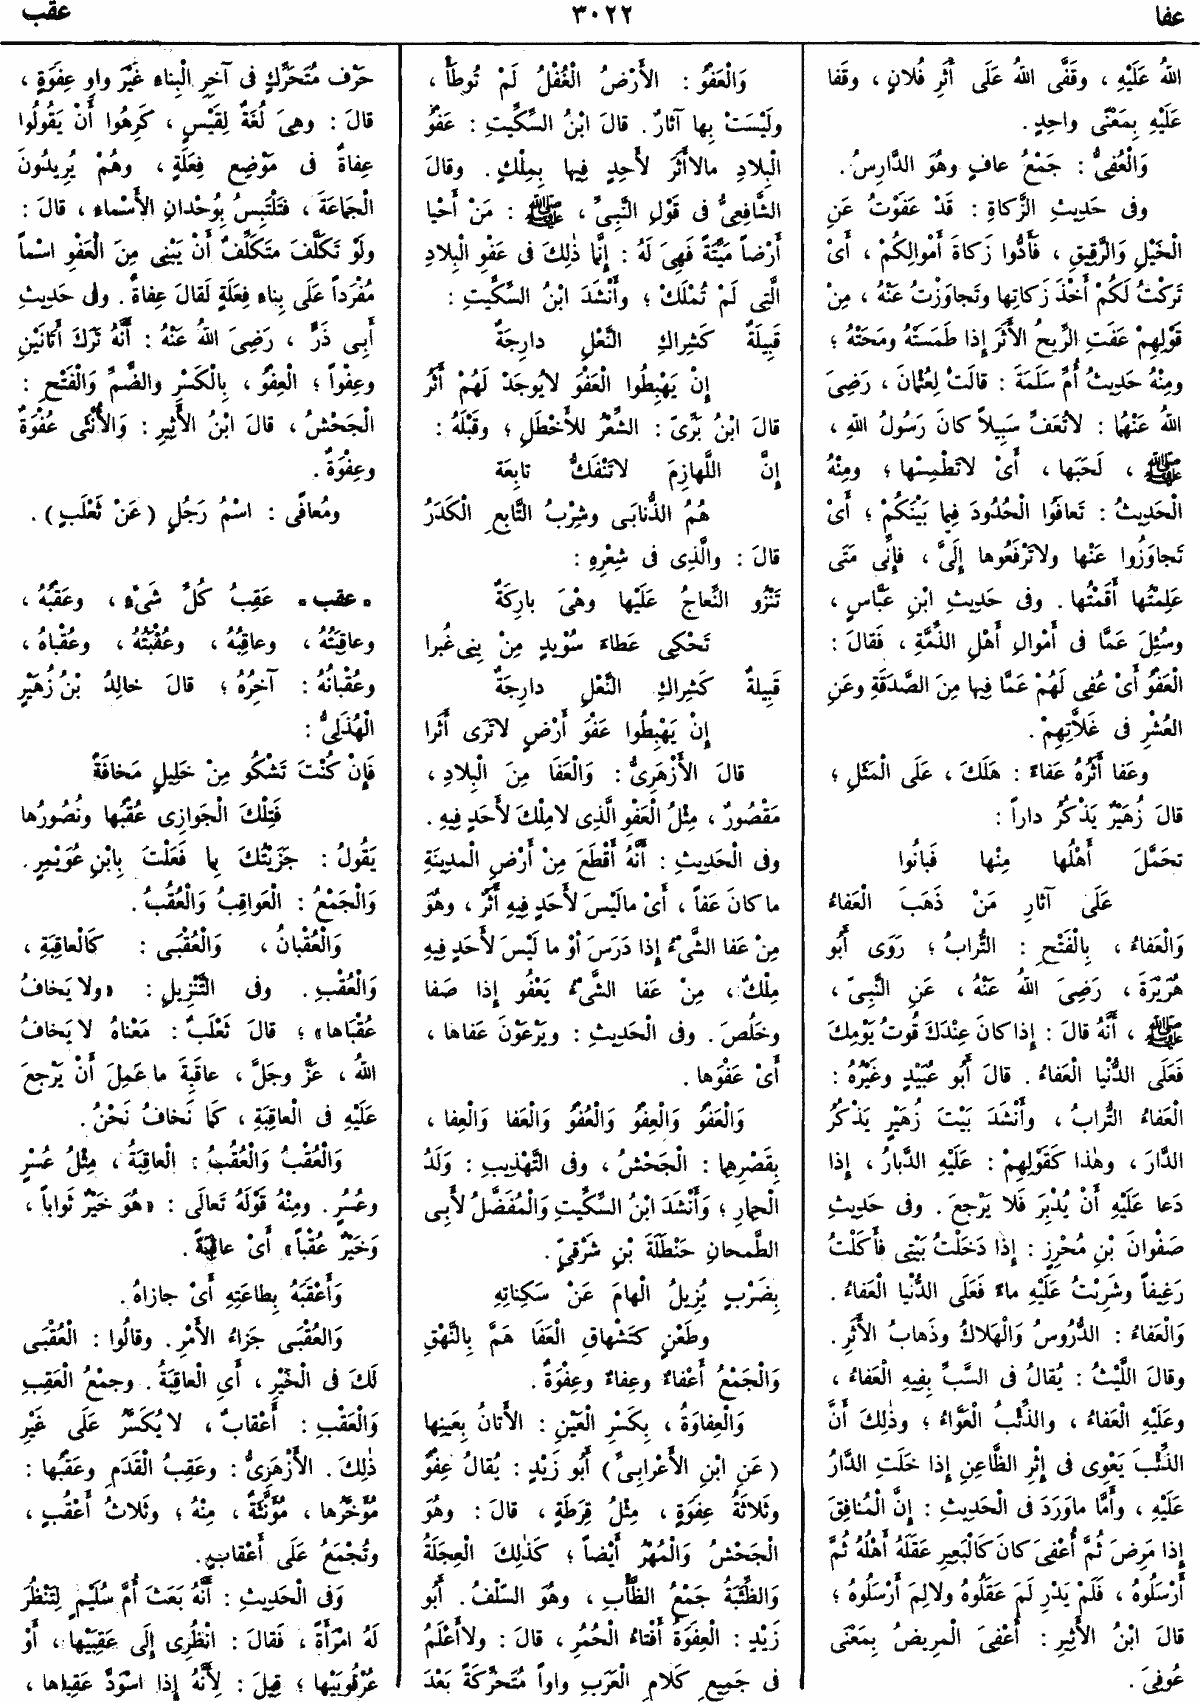 عفا
٣٠٢٢
عقب
اللهُ عَلَيْهِ ، وقَفَّى اللهُ عَلَى أَثَرِ فُلانٍ ، وقَفا
عَلَيْهِ بِمَعْنًى واحِدٍ .
وَالْعُفِىُّ : جَمْعُ عافٍ وهُوَ الدَّارِسُ .
وفى حَدِيثِ الزَّكاةِ : قَدْ عَفَوْتُ عَنِ
الْخَيْلِ وَالرَّقِيقِ ، فَأَدُّوا زَكاةَ أَمْوالِكُمْ ، أَىْ
تَرَكْتُ لَكُمْ أَخْذَ زَكاتِها وتَجاوَزْتُ عَنْهُ ، مِنْ
قَوْلِهِمْ عَفَتِ الرِّيحُ الأَثَرَ إِذا طَمَسَتْهُ ومَحَتْهُ ؛
ومِنْهُ حَدِيثُ أُمِّ سَلَمَةَ : قالَتْ لِعُثْمانَ ، رَضِىَ
اللهُ عَنْهُما : لاتُعَفِّ سَبِيلاً كانَ رَسُولُ اللهِ ،
ﷺ ، لَحَبَها ، أَىْ لاتَطْمِسْها ؛ ومِنْهُ
الْحَدِيثُ : تَعافَوُا الْحُدُودَ فِيما بَيْنَكُمْ ؛ أَىْ
تَجاوَزُوا عَنْها ولاتَرْفَعُوها إِلَىَّ ، فإِنِّى مَتَى
عَلِمْتُها أَقَمْتُها . وفى حَدِيثِ ابْنِ عَبَّاسٍ ،
وسُئِلَ عَمَّا فى أَمْوالِ أَهْلِ الذِّمَّةِ ، فَقالَ :
الْعَفْوُ أَىْ عُفِى لَهُمْ عَمَّا فِيها مِنَ الصَّدَقَةِ وعَنِ
العُشْرِ فى غَلاَّتِهِمْ .
وعَفا أَثَرُهُ عَفاءً : هَلَكَ ، عَلَى الْمَثَلِ ؛
قالَ زُهَيْرٌ يَذْكُرُ داراً :
تَحَمَّلَ أَهْلُها مِنْها فَبانُوا
عَلَى آثارِ مَنْ ذَهَبَ الْعَفاءُ
وَالْعَفاءُ ، بِالْفَتْحِ : التُّرابُ ؛ رَوَى أَبُو
هُرَيْرَةَ ، رَضِىَ اللهُ عَنْهُ ، عَنِ النَّبِىِّ ،
ﷺ ، أَنَّهُ قالَ : إِذا كانَ عِنْدَكَ قُوتُ يَوْمِكَ
فَعَلَى الدُّنْيا الْعَفاءُ . قالَ أَبُو عُبَيْدٍ وغَيْرُهُ :
العَفاءُ التُّرابُ ، وأَنْشَدَ بَيْتَ زُهَيْرٍ يَذْكُرُ
الدَّارَ ، وهٰذا كَقَوْلِهِمْ : عَلَيْهِ الدَّبارُ ، إِذا
دَعا عَلَيْهِ أَنْ يُدْبِرَ فَلا يَرْجِعَ . وفى حَدِيثِ
صَفْوانَ بْنِ مُحْرِزٍ : إِذا دَخَلْتُ بَيْتِى فأَكَلْتُ
رَغِيفاً وشَرِبْتُ عَلَيْهِ ماءً فَعَلَى الدُّنْيا الْعَفاءُ .
وَالْعَفاءُ : الدُّرُوسُ وَالْهَلاكُ وذَهابُ الأَثَرِ .
وقالَ اللَّيْثُ : يُقالُ فى السَّبِّ بِفِيهِ الْعَفاءُ ،
وعَلَيْهِ الْعَفاءُ ، والذِّئْبُ الْعَوَّاءُ ؛ وذٰلِكَ أَنَّ
الذِّئْبَ يَعْوِى فى إِثْرِ الظَّاعِنِ إِذا خَلَتِ الدَّارُ
عَلَيْهِ ، وأَمَّا ماوَرَدَ فى الْحَدِيثِ : إِنَّ الْمُنافِقَ
إِذا مَرِضَ ثُمَّ أُعْفِىَ كانَ كَالْبَعِيرِ عَقَلَهُ أَهْلُهُ ثُمَّ
أَرْسَلُوهُ ، فَلَمْ يَدْرِ لَمَ عَقَلُوهُ ولالِمَ أَرْسَلُوهُ ؛
قالَ ابْنُ الأَثِيرِ : أُعْفِىَ الْمَرِيضُ بِمَعْنَى
عُوفِىَ .
وَالْعَفْوُ : الأَرْضُ الْغُفْلُ لَمْ تُوطَأْ ،
ولَيْسَتْ بِها آثارٌ . قالَ ابْنُ السِّكِّيتِ : عَفْوُ
الْبِلادِ مالاأَثَرَ لأَحِدٍ فِيها بِمِلْكٍ . وقالَ
الشَّافِعِىُّ فى قَوْلِ النَّبِىِّ ، ﷺ : مَنْ أَحْيا
أَرْضاً مَيْتَةً فَهِىَ لَهُ : إِنَّما ذٰلِكَ فى عَفْوِ الْبِلادِ
الَّتِى لَمْ تُمْلَكْ ؛ وأَنْشَدَ ابْنُ السِّكِّيتِ :
قَبِيلَةٌ كَشِراكِ النَّعْلِ دارِجَةٌ
إِنْ يَهْبِطُوا الْعَفْوَ لايُوجَدْ لَهُمْ أَثَرُ
قالَ ابْنُ بَرِّىّ : الشِّعْرُ للأَخْطَلِ ؛ وقَبْلَهُ :
إِنَّ اللَّهازِمَ لاتَنْفَكُّ تابِعَة
هُمُ الذُّنابَى وشِرْبُ التَّابِعِ الْكَدَرُ
قالَ : والَّذِى فى شِعْرِهِ :
تَنْزُو النِّعاجُ عَلَيْها وهْىَ بارِكَةٌ
تَحْكِى عَطاءَ سُوْيدٍ مِنْ بِنِى غُبرا
قَبِيلةٌ كَشِراكِ النَّعْلِ دارِجَةٌ
إِنْ يَهْبِطُوا عَفْوَ أَرْضٍ لاتَرَى أَثَرا
قالَ الأَزْهَرِىُّ : وَالْعَفَا مِنَ الْبِلادِ ،
مَقْصُورٌ ، مِثْلُ الْعَفْوِ الَّذِى لامِلْكَ لأَحَدٍ فِيهِ .
وفى الْحَدِيثِ : أَنَّهُ أَقْطَعَ مِنْ أَرْضِ الْمدِينَةِ
ما كانَ عَفاً ، أَىْ مالَيْسَ لأَحَدٍ فِيهِ أَثَرٌ ، وهُوَ
مِنْ عَفا الشَّىْءُ إِذا دَرَسَ أَوْ ما لَيْسَ لأَحَدٍ فِيهِ
مِلْكٌ ، مِنْ عَفا الشَّىْءُ يَعْفُو إِذا صَفا
وخَلُصَ . وفى الْحَدِيثِ : ويَرْعَوْنَ عَفاها ،
أَىْ عَفْوَها .
وَالْعَفْوُ وَالْعِفْوُ وَالْعُفْوُ وَالْعَفا وَالْعِفا ،
بِقَصْرِهِما : الْجَحْشُ ، وفى التَّهْذِيبِ : وَلَدُ
الْحِمارِ ؛ وَأَنْشَدَ ابْنُ السِّكِّيتِ وَالْمُفَضَّلُ لأَبِى
الطَّمحانِ حَنْظَلَةَ بْنِ شَرْقِىٍّ .
بِضَرْبٍ يُزِيلُ الْهامَ عَنْ سَكِناتِهِ
وطَعْنٍ كتَشْهاقِ الْعَفَا هَمَّ بِالنَّهْقِ
وَالْجَمْعُ أَعْفاءٌ وعِفاءٌ وعِفْوَةٌ .
وَالْعِفاوَةُ ، بِكَسْرِ الْعَيْنِ : الأَتانُ بِعَينِها
( عَنِ ابْنِ الأَعْرابِىِّ ) أَبُو زَيْدٍ : يُقالُ عِفْوٌ
وثَلاثَةُ عِفَوَةٍ ، مِثْلُ قِرَطَةٍ ، قالَ : وهُوَ
الْجَحْشُ وَالْمُهْرُ أَيْضاً ؛ كَذٰلِكَ الْعِجَلَةُ
وَالظِّئَبَةُ جَمْعُ الظَّأْبِ ، وهُوَ السِّلْفُ . أَبُو
زَيْدٍ : الْعِفَوَةُ أَفْتاءُ الْحُمُرِ ، قالَ : ولاأَعْلَمُ
فى جَمِيعِ كَلامِ الْعَرَبِ واواً مُتَحَرِّكَةً بَعْدَ
حَرْفٍ مُتَحَرِّكٍ فى آخِرِ الْبِناءِ غَيْرَ واوِ عِفَوَةٍ ،
قالَ : وهِىَ لُغَةٌ لِقَيْسٍ ، كَرِهُوا أَنْ يَقُولُوا
عِفاةٌ فى مَوْضِعِ فِعَلَةٍ ، وهُمْ يُرِيدُونَ
الْجَماعَةَ ، فَتَلْتَبِسُ بِوُحْدانِ الأَسْماءِ ، قالَ :
ولَوْ تَكَلَّفَ متَكَلِّفٌ أَنْ يَبْنِى مِنَ الْعَفْوِ اسْماً
مُفْرَداً عَلَى بِناءِ فِعَلَةٍ لَقالَ عِفاةٌ . وفى حَدِيثِ
أَبِى ذَرٍّ ، رَضِىَ اللهُ عَنْهُ : أَنَّهُ تَرَكَ أَتانَيْنِ
وعِفْواً ؛ الْعِفْوُ ، بِالْكَسْرِ والضَّمِّ وَالْفَتْحِ :
الْجَحْشُ ، قالَ ابْنُ الأَثِيرِ : وَالأُنْثَى عُفْوَةٌ
وعِفْوَةٌ .
ومُعافًى : اسْمُ رَجُلٍ ( عَنْ ثَعْلَبٍ ) .
• عقب • عَقِبُ كُلِّ شَىْءٍ ، وعَقْبُهُ ،
وعاقِبَتُهُ ، وعاقِبُهُ ، وعُقْبَتُهُ ، وعُقْباهُ ،
وعُقْبانُهُ : آخِرُهُ ؛ قالَ خالِدُ بْنُ زُهَيْرٍ
الْهُذَلِىُّ :
فَإِنْ كُنْتَ تَشْكُو مِنْ خَلِيلٍ مَخافَةً
فَتِلْكَ الْجَوازِى عُقْبُها ونُصُورُها
يَقُولُ : جَزَيْتُكَ بِما فَعَلْتَ بِابْنِ عُوَيْمِرٍ .
وَالْجَمْعُ : الْعَواقِبُ وَالْعُقُبُ .
وَالْعُقْبانُ ، وَالْعُقْبَى : كَالْعاقِبَةِ ،
وَالْعُقْبِ . وفى التَّنْزِيلِ : «ولا يَخافُ
عُقْبَاها» ؛ قالَ ثَعْلَبٌ : مَعْناهُ لا يَخافُ
اللهُ ، عَزَّ وجَلَّ ، عاقِبَةَ ما عَمِلَ أَنْ يَرْجِعَ
عَلَيْهِ فى الْعاقِبَةِ ، كَما نَخافُ نَحْنُ .
وَالْعُقْبُ وَالْعُقُبُ : الْعاقِبَةُ ، مِثْلُ عُسْرٍ
وعُسُرٍ . ومِنْهُ قَوْلُهُ تَعالَى : «هُوَ خَيْرٌ ثَواباً ،
وَخَيْرٌ عُقْباً» أَىْ عاقِبَةً .
وَأَعْقَبَهُ بِطاعَتِهِ أَىْ جازاهُ .
وَالعُقْبَى جَزَاءُ الأَمْرِ . وقالُوا : الْعُقْبَى
لَكَ فى الْخَيْرِ ، أَىِ الْعاقِبَةُ . وجمْعُ الْعَقِبِ
وَالْعَقْبِ : أَعْقابٌ ، لا يُكَسَّرُ عَلَى غَيْرِ
ذٰلِكَ . الأَزْهَرِىُّ : وعَقِبُ الْقَدَمِ وعَقْبُها :
مُؤَخَّرُها ، مُؤَنَّثَةٌ ، مِنْهُ ؛ وثَلاثُ أَعْقُبٍ ،
وتُجْمَعُ عَلَى أَعْقابٍ .
وَفى الْحَدِيثِ : أَنَّهُ بَعَثَ أُمَّ سُلَيْمٍ لِتَنْظُرَ
لَهُ امْرَأَةً ، فَقالَ : انْظُرِى إِلَى عَقِبَيْها ، أَوْ
عُرْقُوبَيْها ؛ قِيلَ : لأَنَّهُ إِذا اسْوَدَّ عَقِباها ،